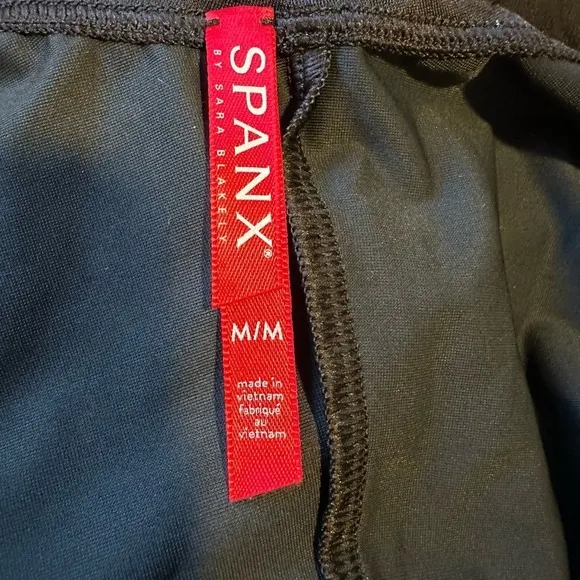 SPANX®
BY SARA BLAKELY
M/M
made in
vietnam
fabriqué
au
vietnam